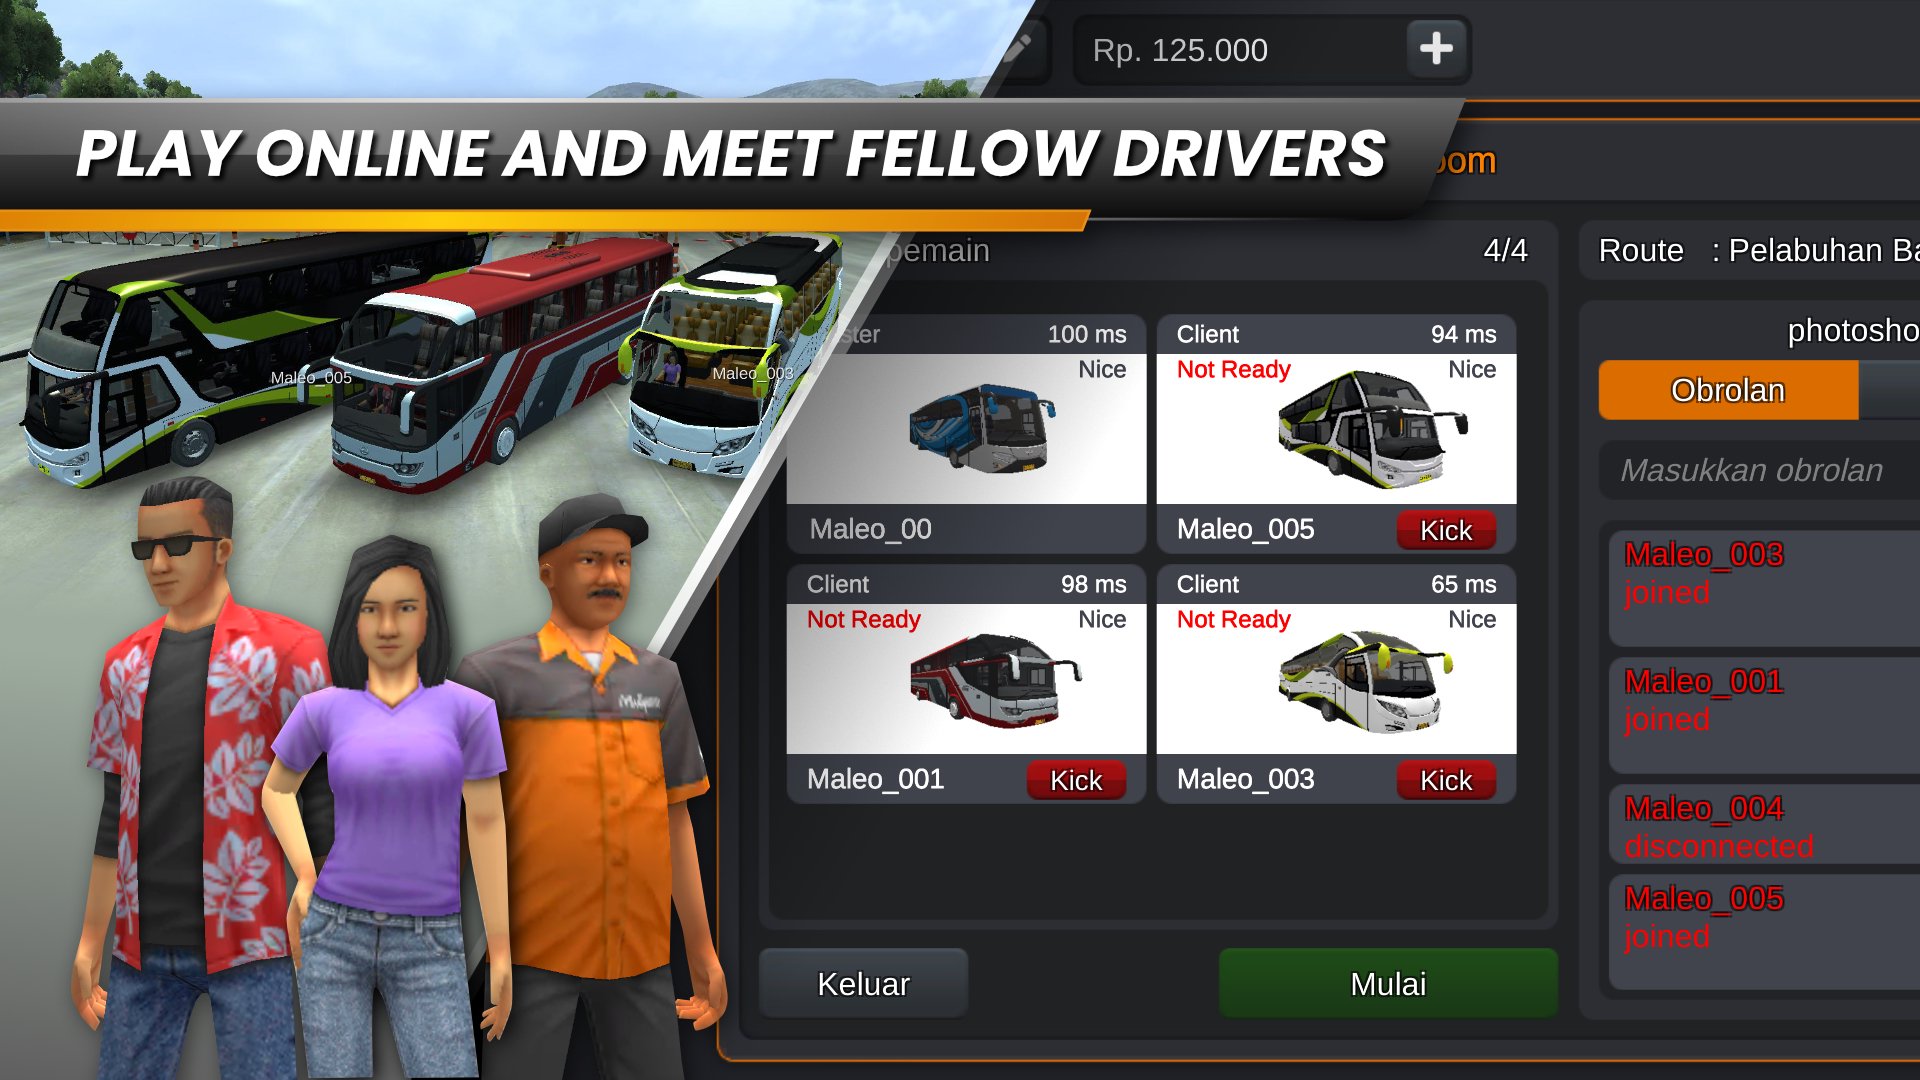 Rp. 125.000
PLAY ONLINE AND MEET FELLOW DRIVERS
pemain
4/4
Route : Pelabuhan
100 ms
Nice
Maleo_00
Client
94 ms
Not Ready
Nice
Maleo_005
Kick
Client
98 ms
Not Ready
Nice
Maleo_001
Kick
Client
65 ms
Not Ready
Nice
Maleo_003
Kick
Obrolan
Masukkan obrolan
Maleo_003
joined
Maleo_001
joined
Maleo_004
disconnected
Maleo_005
joined
Keluar
Mulai
Maleo_005
Maleo_003